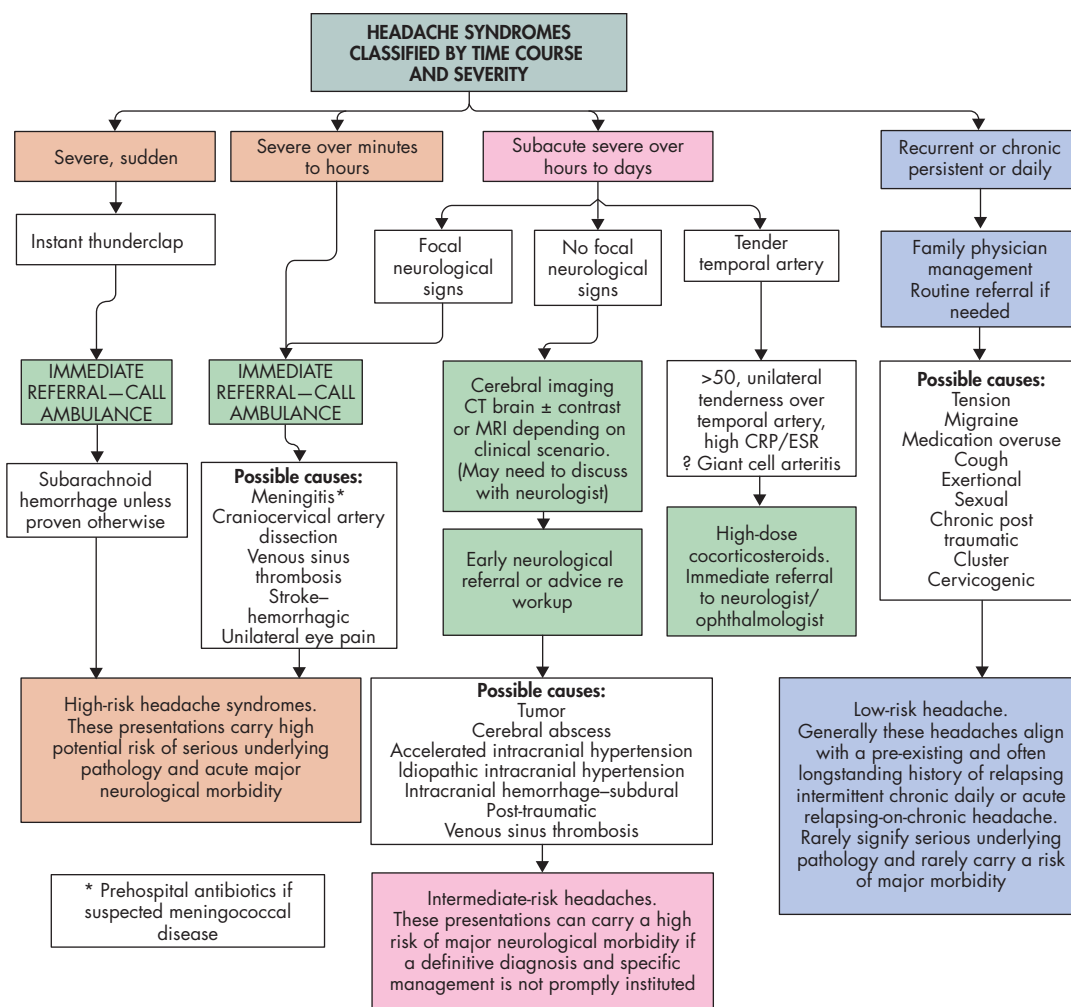 HEADACHE SYNDROMES
CLASSIFIED BY TIME COURSE
AND SEVERITY
Severe, sudden
Severe over minutes
to hours
Subacute severe over
hours to days
Recurrent or chronic
persistent or daily
Instant thunderclap
Focal
neurological
signs
No focal
neurological
signs
Tender
temporal artery
Family physician
management
Routine referral if
needed
IMMEDIATE
REFERRAL—CALL
AMBULANCE
IMMEDIATE
REFERRAL—CALL
AMBULANCE
Cerebral imaging
CT brain ± contrast
or MRI depending on
clinical scenario.
(May need to discuss
with neurologist)
>50, unilateral
tenderness over
temporal artery,
high CRP/ESR
? Giant cell arteritis
Possible causes:
Tension
Migraine
Medication overuse
Cough
Exertional
Sexual
Chronic post
traumatic
Cluster
Cervicogenic
Subarachnoid
hemorrhage unless
proven otherwise
Possible causes:
Meningitis*
Craniocervical artery
dissection
Venous sinus
thrombosis
Stroke–
hemorrhagic
Unilateral eye pain
Early neurological
referral or advice re
workup
High-dose
cocorticosteroids.
Immediate referral
to neurologist/
ophthalmologist
High-risk headache syndromes.
These presentations carry high
potential risk of serious underlying
pathology and acute major
neurological morbidity
Possible causes:
Tumor
Cerebral abscess
Accelerated intracranial hypertension
Idiopathic intracranial hypertension
Intracranial hemorrhage–subdural
Post-traumatic
Venous sinus thrombosis
Low-risk headache.
Generally these headaches align
with a pre-existing and often
longstanding history of relapsing
intermittent chronic daily or acute
relapsing-on-chronic headache.
Rarely signify serious underlying
pathology and rarely carry a risk
of major morbidity
* Prehospital antibiotics if
suspected meningococcal
disease
Intermediate-risk headaches.
These presentations can carry a high
risk of major neurological morbidity if
a definitive diagnosis and specific
management is not promptly instituted